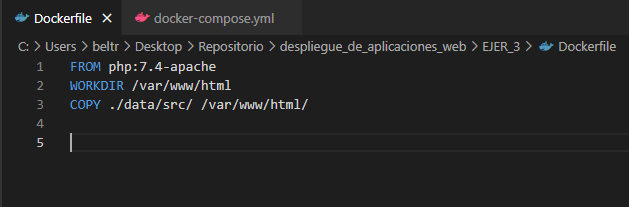 Dockerfile × docker-compose.yml
C: > Users > beltr > Desktop > Repositorio > despliegue_de_aplicaciones_web > EJER_3 > Dockerfile
1 FROM php:7.4-apache
2 WORKDIR /var/www/html
3 COPY ./data/src/ /var/www/html/
4
5